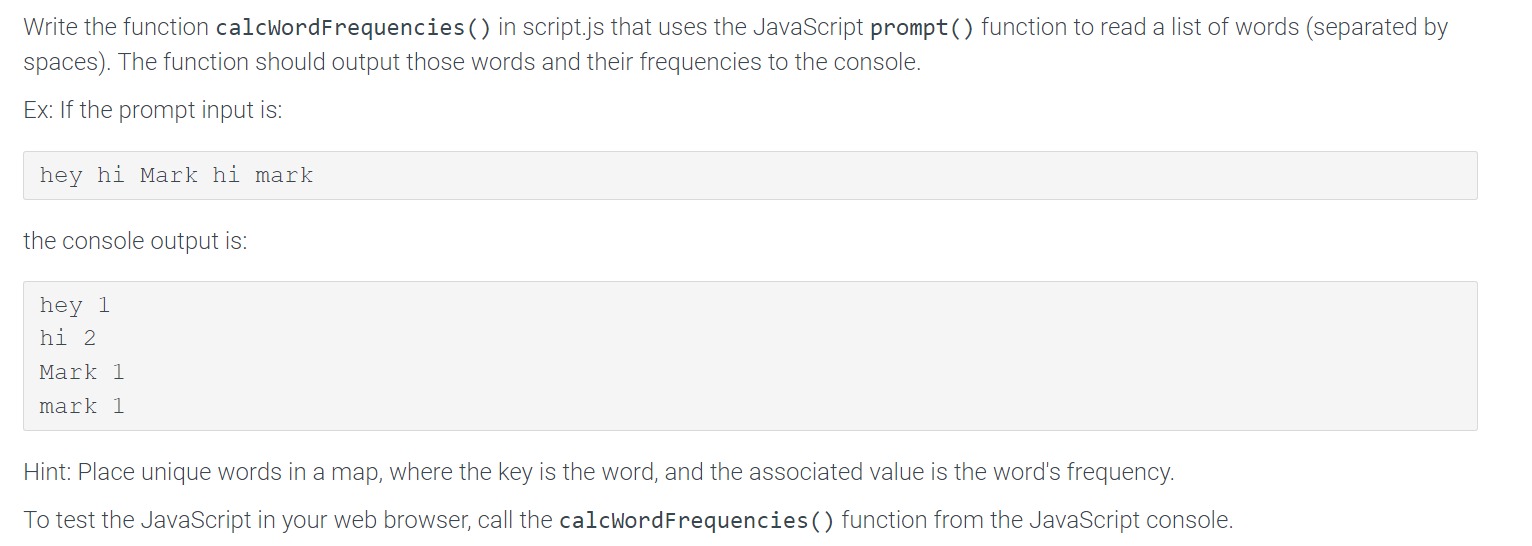 Write the function calcWordFrequencies() in script.js that uses the JavaScript prompt() function to read a list of words (separated by
spaces). The function should output those words and their frequencies to the console.
Ex: If the prompt input is:
hey hi Mark hi mark
the console output is:
hey 1
hi 2
Mark 1
mark 1
Hint: Place unique words in a map, where the key is the word, and the associated value is the word's frequency.
To test the JavaScript in your web browser, call the calcWordFrequencies() function from the JavaScript console.